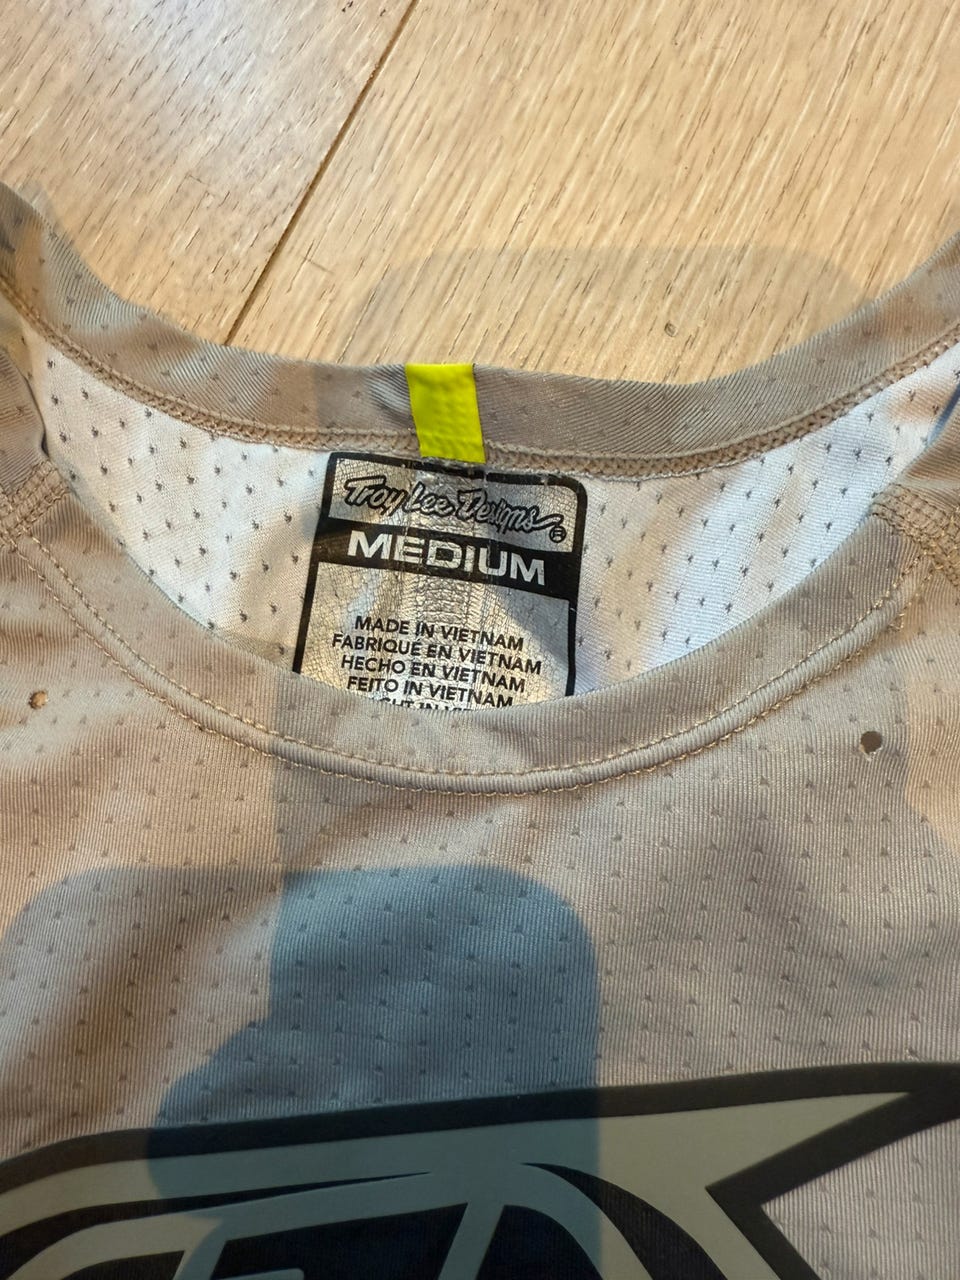 Troy Lee Designs
MEDIUM
MADE IN VIETNAM
FABRIQUÉ EN VIETNAM
HECHO EN VIETNAM
FEITO IN VIETNAM